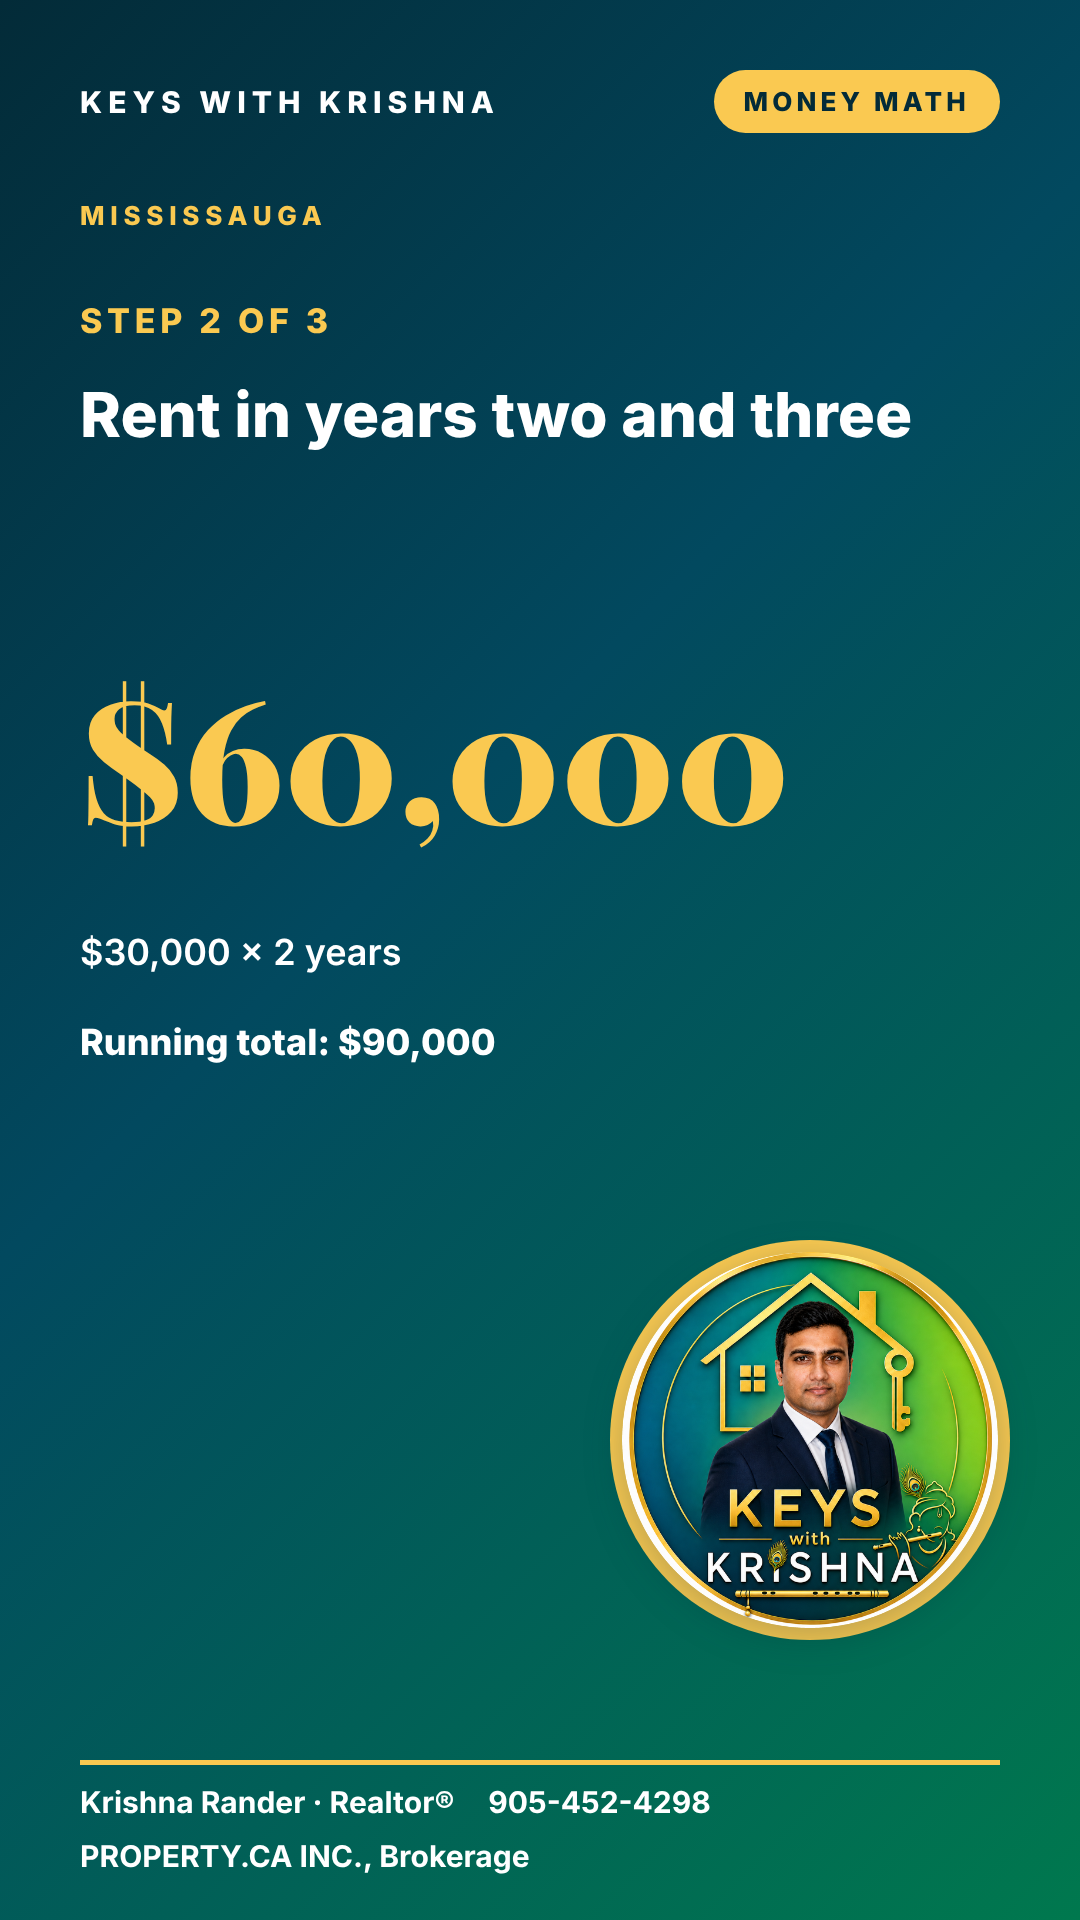 KEYS WITH KRISHNA
MONEY MATH
MISSISSAUGA
STEP 2 OF 3
Rent in years two and three
$60,000
$30,000 × 2 years
Running total: $90,000
KEYS
with
KRISHNA
Krishna Rander · Realtor® 905-452-4298
PROPERTY.CA INC., Brokerage